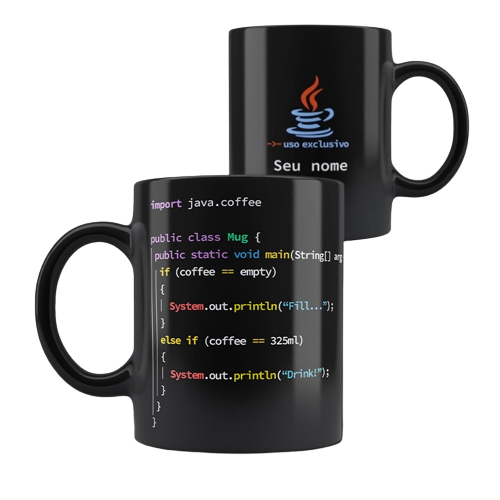 ~>~ uso exclusivo
Seu nome
import java.coffee
public class Mug {
public static void main(String[] arg
if (coffee == empty)
{
System.out.println(“Fill...”);
}
else if (coffee == 325ml)
{
System.out.println(“Drink!”);
}
}
}